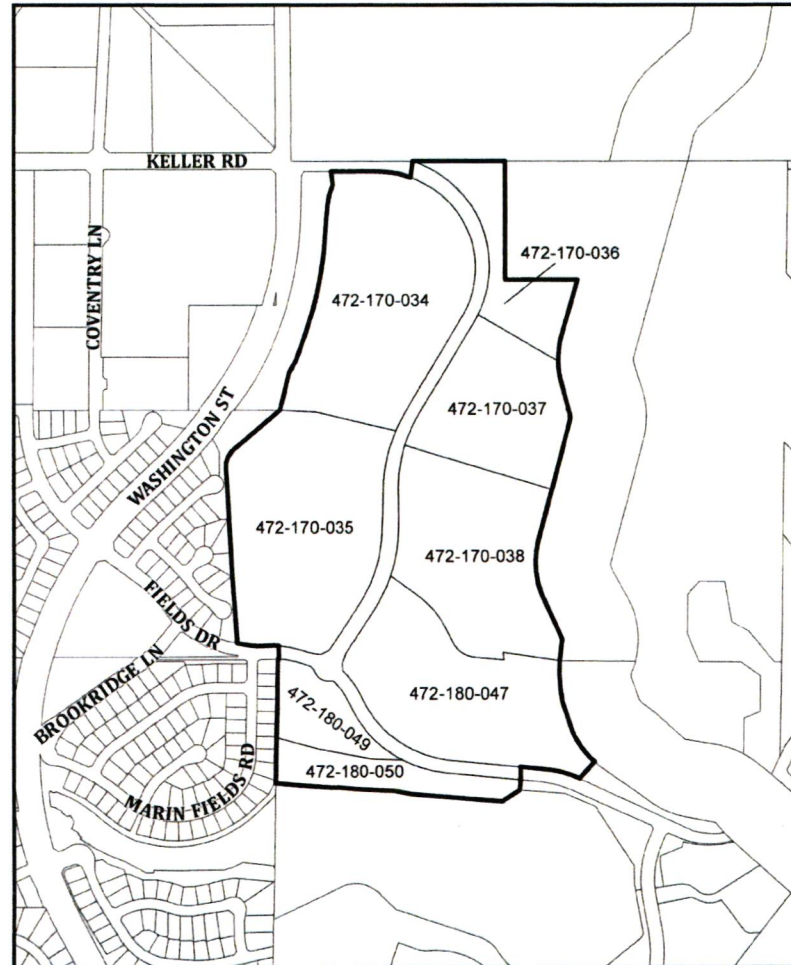 KELLER RD
COVENTRY LN
472-170-036
472-170-034
472-170-037
WASHINGTON ST
472-170-035
472-170-038
FIELDS DR
BROOKRIDGE LN
472-180-047
472-180-049
472-180-050
MARIN FIELDS RD